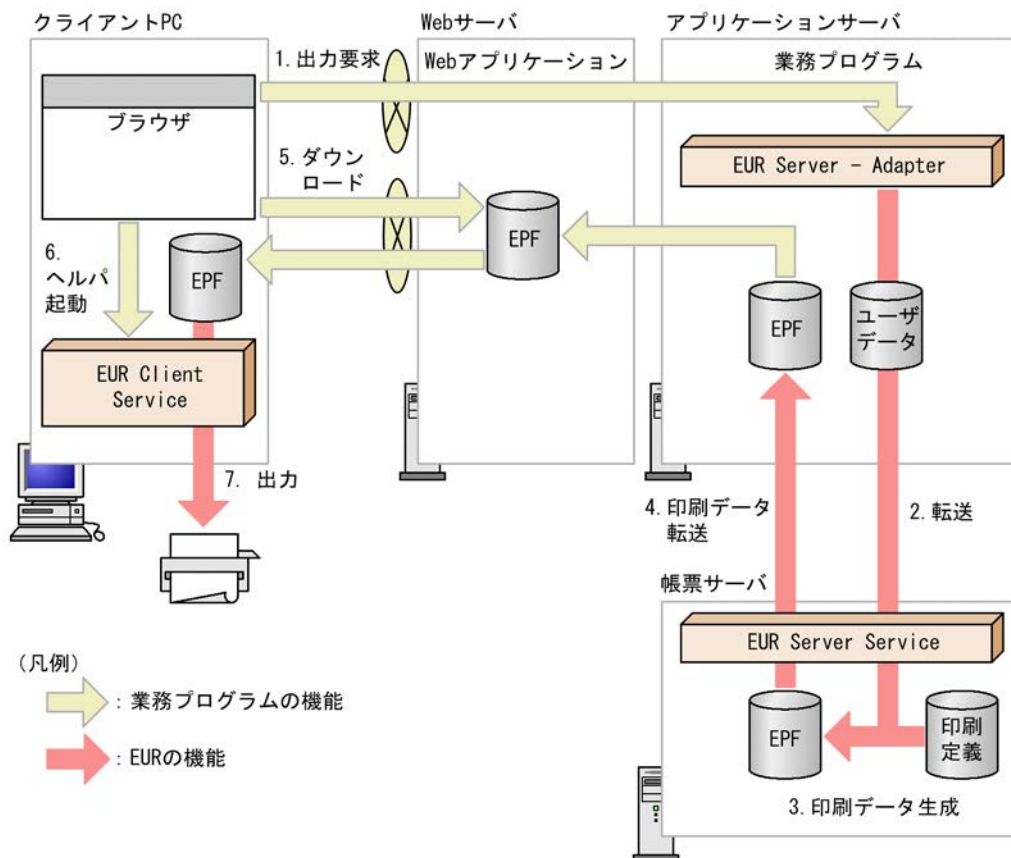 クライアントPC
Webサーバ
アプリケーションサーバ
1. 出力要求
Webアプリケーション
業務プログラム
ブラウザ
EUR Server − Adapter
5. ダウン
ロード
EPF
6.
ヘルパ
起動
EPF
EPF
ユーザ
データ
EUR Client
Service
7. 出力
4. 印刷データ
転送
2. 転送
帳票サーバ
EUR Server Service
EPF
印刷
定義
3. 印刷データ生成
（凡例）
：業務プログラムの機能
：EURの機能